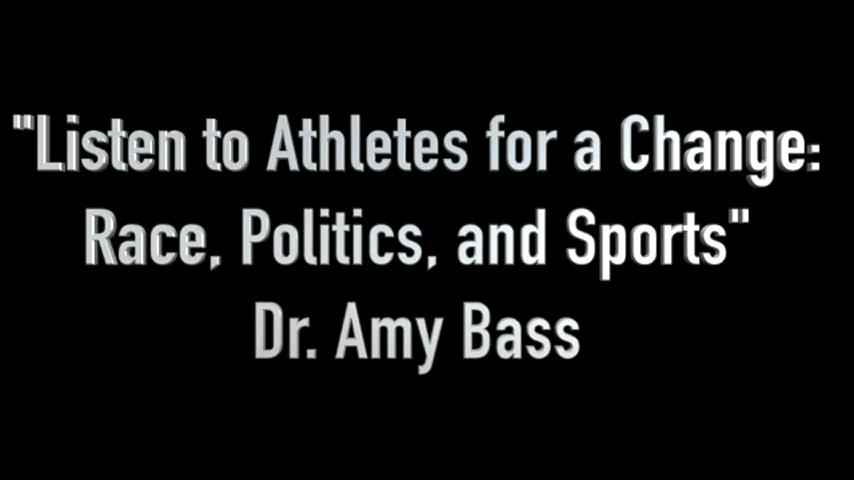 "Listen to Athletes for a Change:
Race, Politics, and Sports"
Dr. Amy Bass